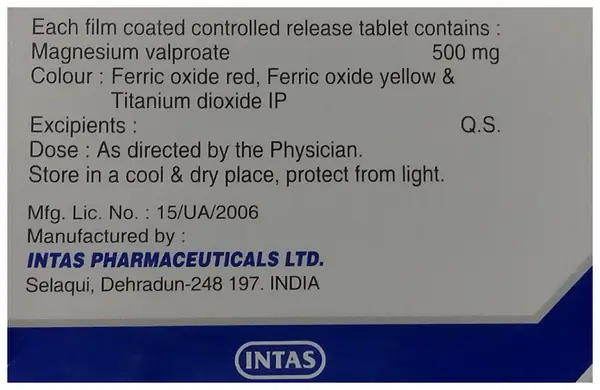 Each film coated controlled release tablet contains :
Magnesium valproate 500 mg
Colour : Ferric oxide red, Ferric oxide yellow &
Titanium dioxide IP
Excipients : Q.S.
Dose : As directed by the Physician.
Store in a cool & dry place, protect from light.
Mfg. Lic. No. : 15/UA/2006
Manufactured by :
INTAS PHARMACEUTICALS LTD.
Selaqui, Dehradun-248 197. INDIA
INTAS